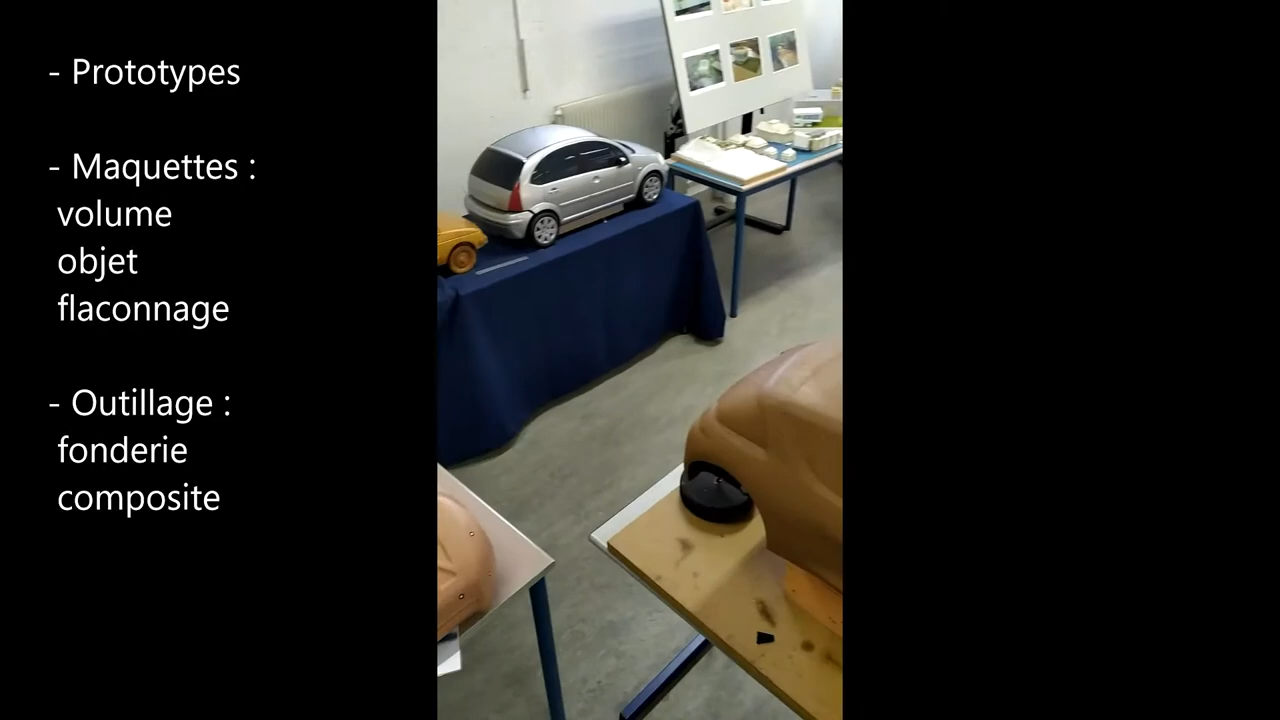 - Prototypes
- Maquettes :
volume
objet
flaconnage
- Outillage :
fonderie
composite